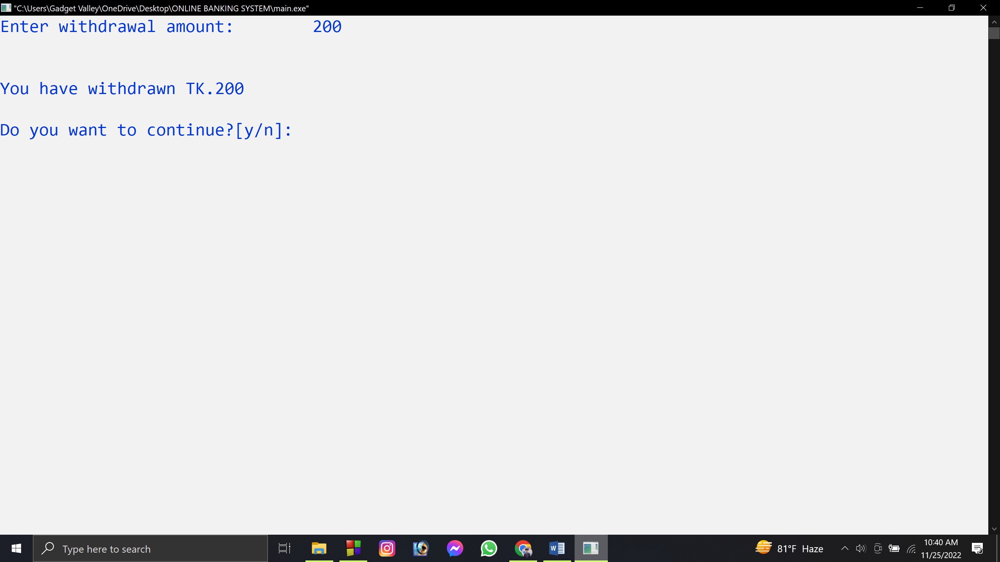 "C:\Users\Gadget Valley\OneDrive\Desktop\ONLINE BANKING SYSTEM\main.exe"
Enter withdrawal amount: 200
You have withdrawn TK.200
Do you want to continue?[y/n]:
Type here to search
81°F Haze
10:40 AM
11/25/2022